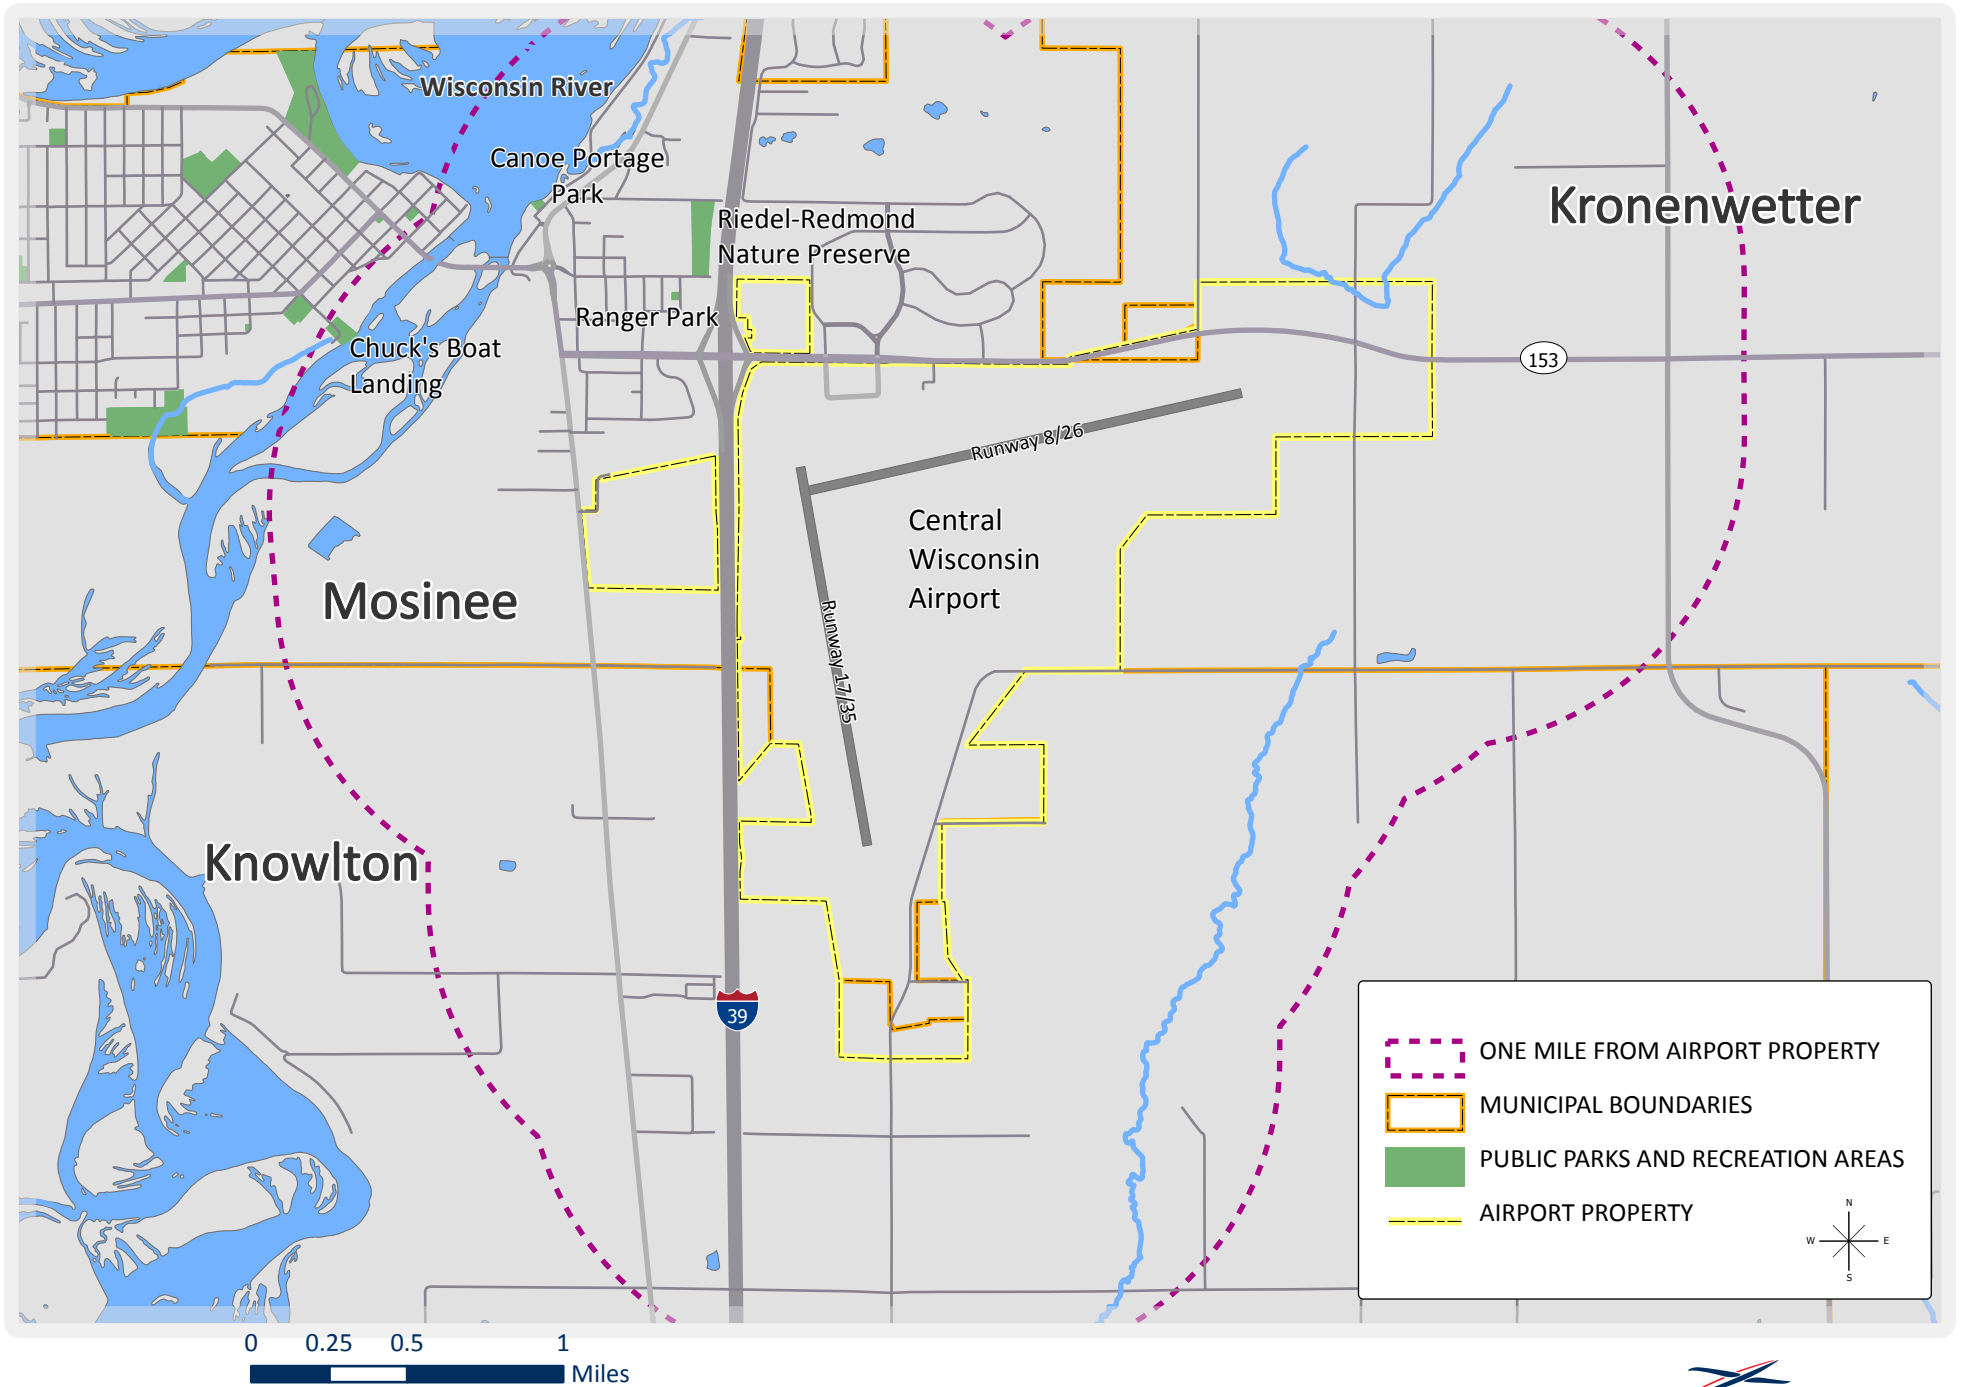 Wisconsin River
Canoe Portage
Park
Riedel-Redmond
Nature Preserve
Kronenwetter
Ranger Park
Chuck's Boat
Landing
153
Runway 8/26
Central
Wisconsin
Airport
Mosinee
Runway 17/35
Knowlton
39
ONE MILE FROM AIRPORT PROPERTY
MUNICIPAL BOUNDARIES
PUBLIC PARKS AND RECREATION AREAS
AIRPORT PROPERTY
N
W E
S
0 0.25 0.5 1
Miles